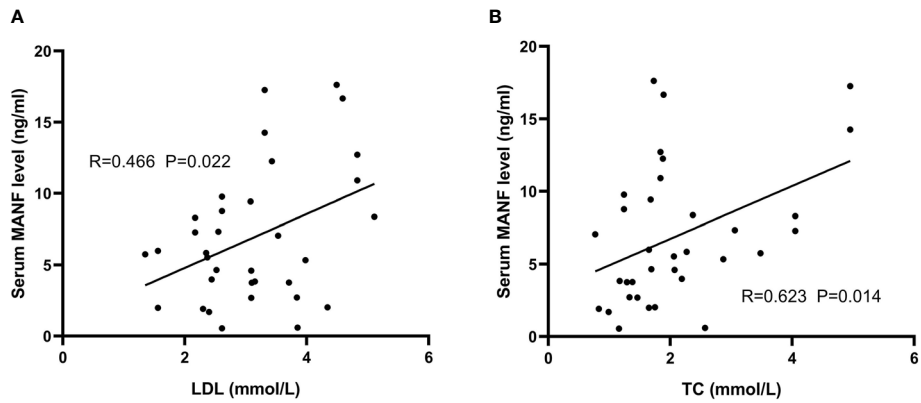 A
Serum MANF level (ng/ml)
20
15
10
5
0
R=0.466 P=0.022
0
2
4
6
LDL (mmol/L)
B
Serum MANF level (ng/ml)
20
15
10
5
0
R=0.623 P=0.014
0
2
4
6
TC (mmol/L)